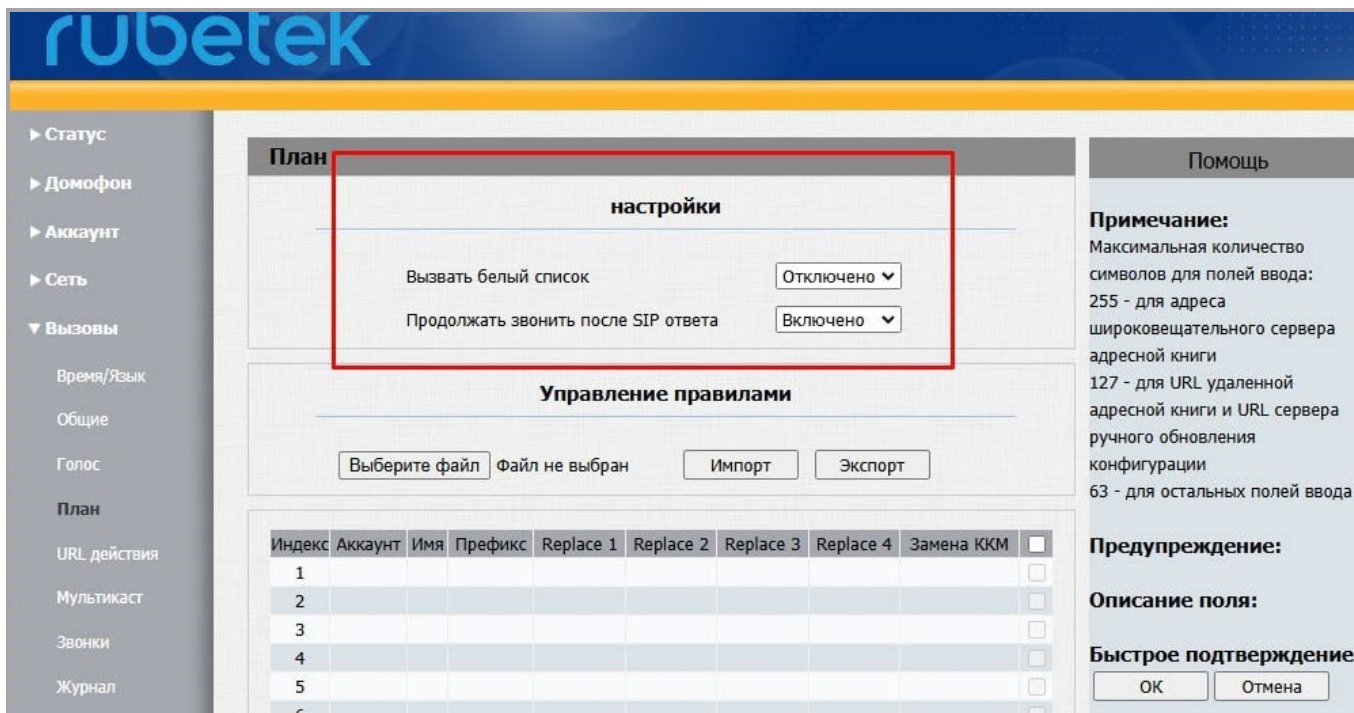 rubetek
Статус
Домофон
Аккаунт
Сеть
Вызовы
Время/Язык
Общие
Голос
План
URL действия
Мультикаст
Звонки
Журнал
План
настройки
Вызвать белый список Отключено
Продолжать звонить после SIP ответа Включено
Управление правилами
Выберите файл Файл не выбран Импорт Экспорт
Индекс Аккаунт Имя Префикс Replace 1 Replace 2 Replace 3 Replace 4 Замена ККМ
1
2
3
4
5
Помощь
Примечание:
Максимальная количество
символов для полей ввода:
255 - для адреса
широковещательного сервера
адресной книги
127 - для URL удаленной
адресной книги и URL сервера
ручного обновления
конфигурации
63 - для остальных полей ввода
Предупреждение:
Описание поля:
Быстрое подтверждение
ОК Отмена